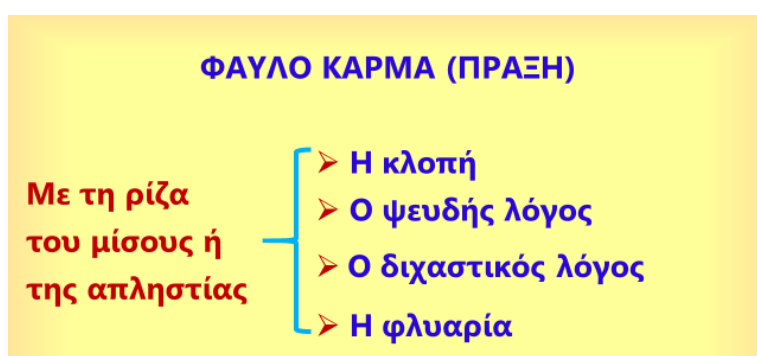 ΦΑΥΛΟ ΚΑΡΜΑ (ΠΡΑΞΗ)
Με τη ρίζα
του μίσους ή
της απληστίας
Η κλοπή
Ο ψευδής λόγος
Ο διχαστικός λόγος
Η φλυαρία